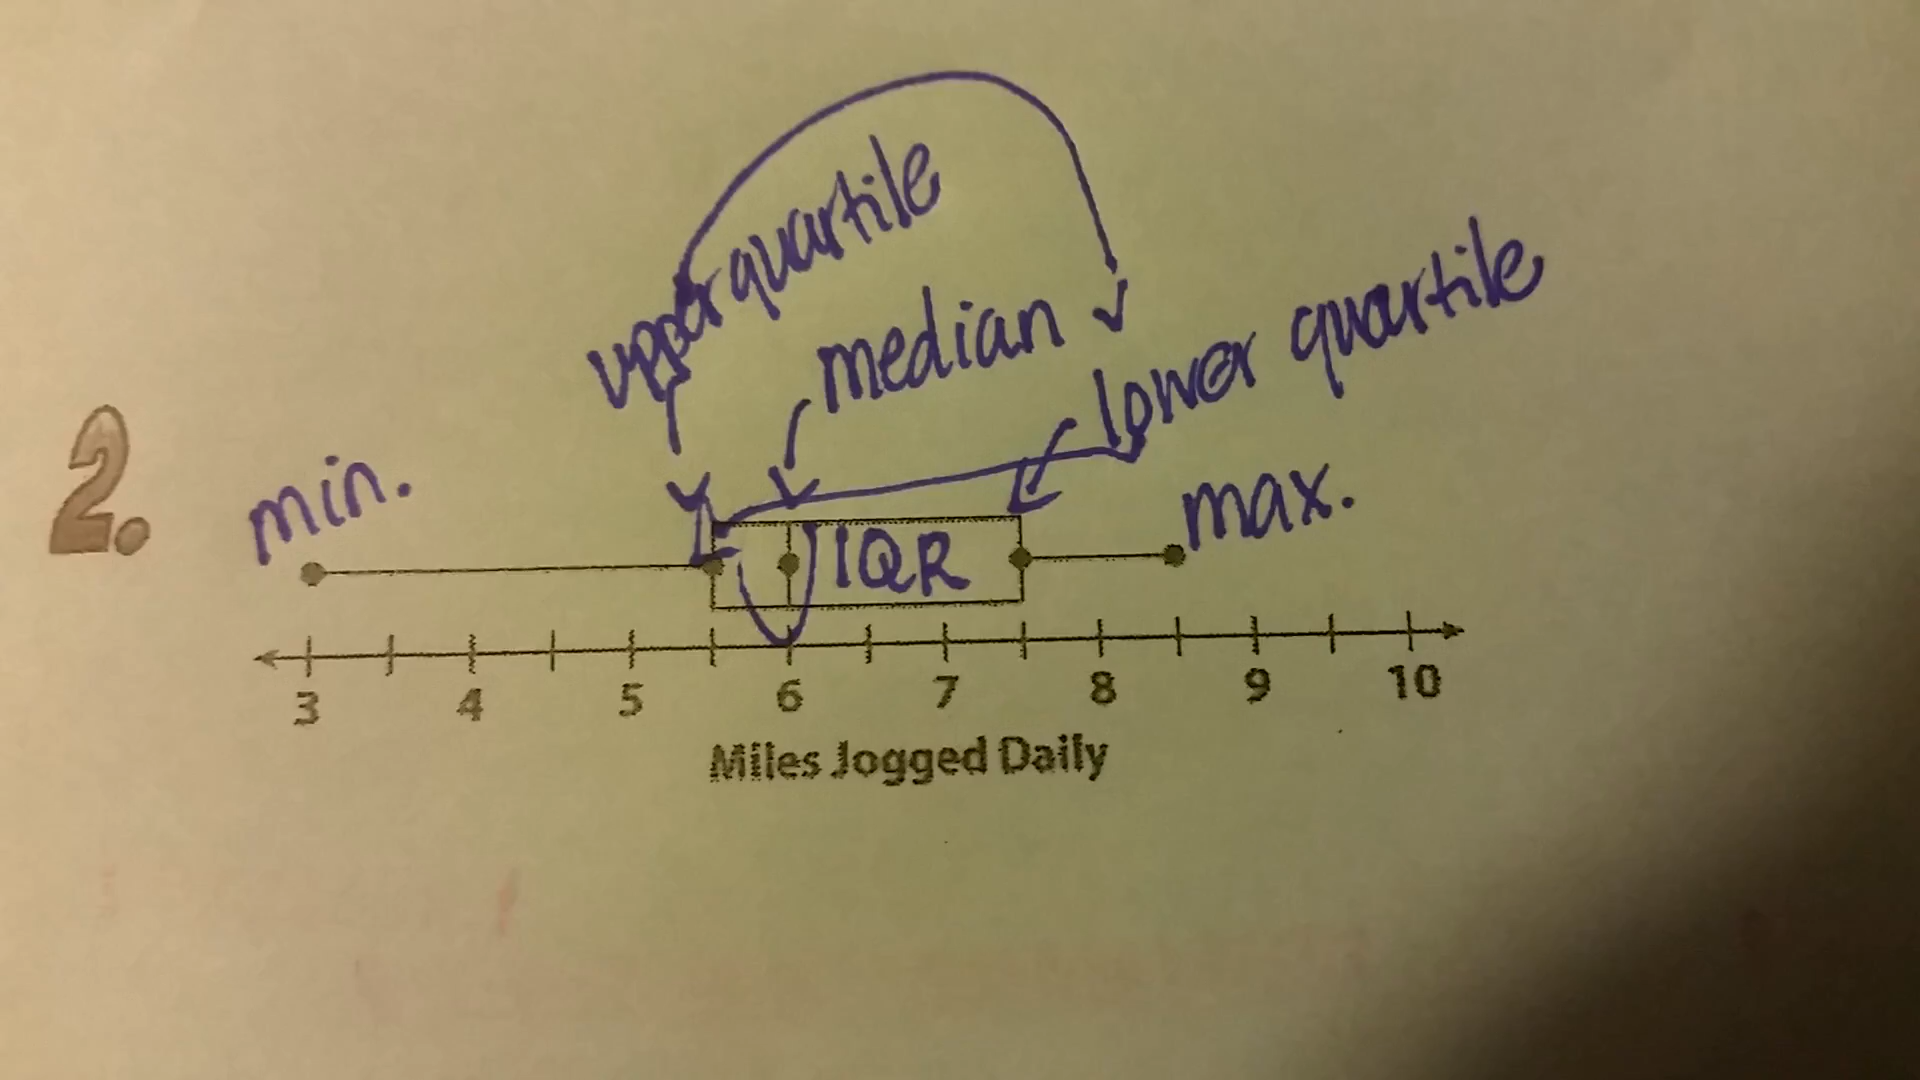 upper quartile
median
lower quartile
2.
min.
max.
IQR
3 4 5 6 7 8 9 10
Miles Jogged Daily